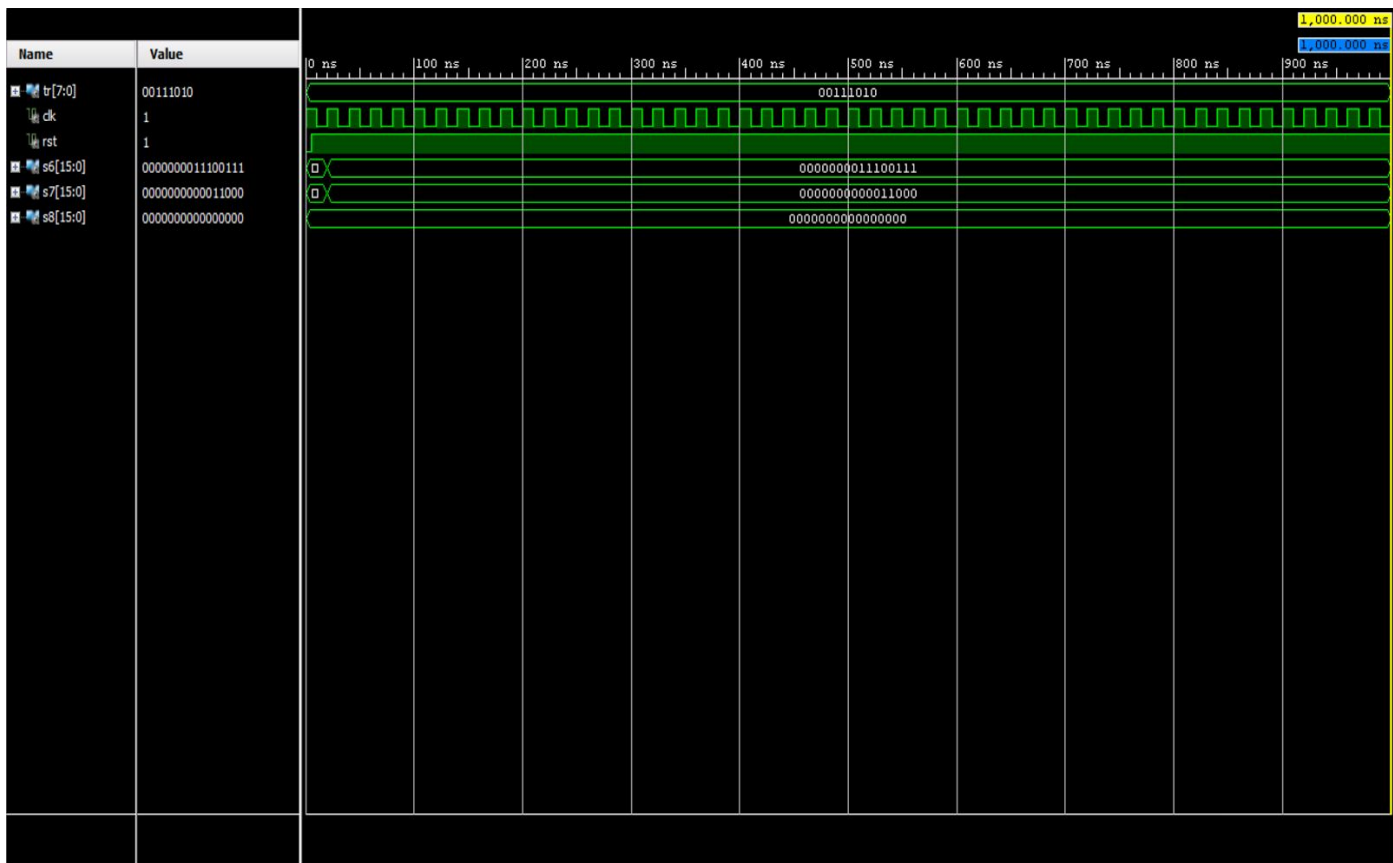 1,000.000 ns
1,000.000 ns
Name Value
0 ns 100 ns 200 ns 300 ns 400 ns 500 ns 600 ns 700 ns 800 ns 900 ns
tr[7:0] 00111010 00111010
clk 1
rst 1
s6[15:0] 0000000011100111 0000000011100111
s7[15:0] 0000000000011000 0000000000011000
s8[15:0] 0000000000000000 0000000000000000